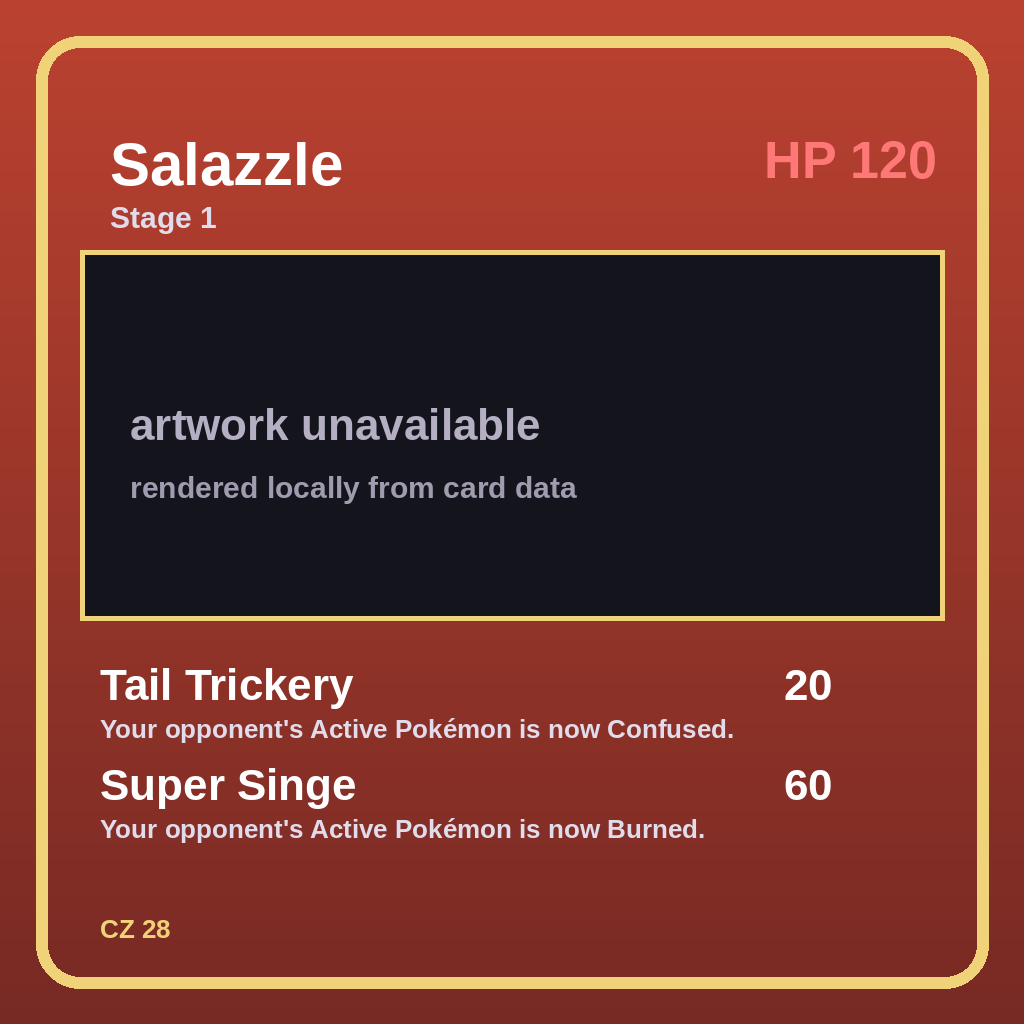 Salazzle
HP 120
Stage 1
artwork unavailable
rendered locally from card data
Tail Trickery 20
Your opponent's Active Pokémon is now Confused.
Super Singe 60
Your opponent's Active Pokémon is now Burned.
CZ 28